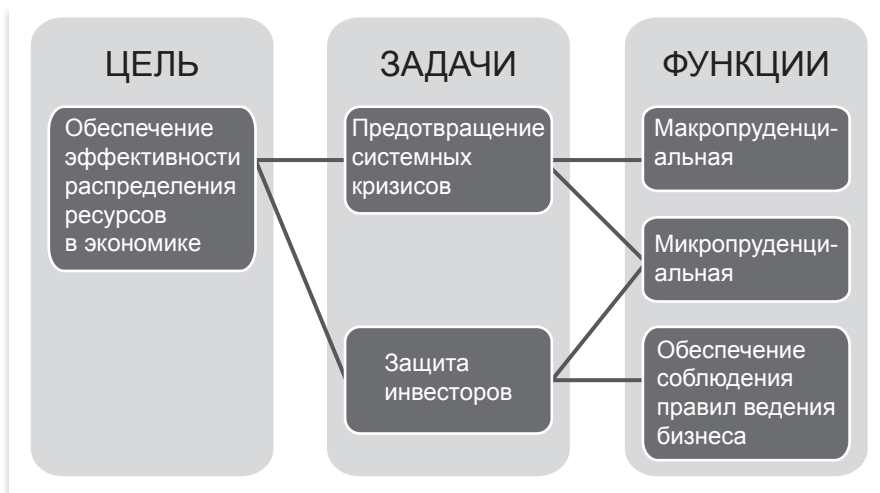 ЦЕЛЬ
Обеспечение
эффективности
распределения
ресурсов
в экономике
ЗАДАЧИ
Предотвращение
системных
кризисов
Защита
инвесторов
ФУНКЦИИ
Макропруденци-
альная
Микропруденци-
альная
Обеспечение
соблюдения
правил ведения
бизнеса